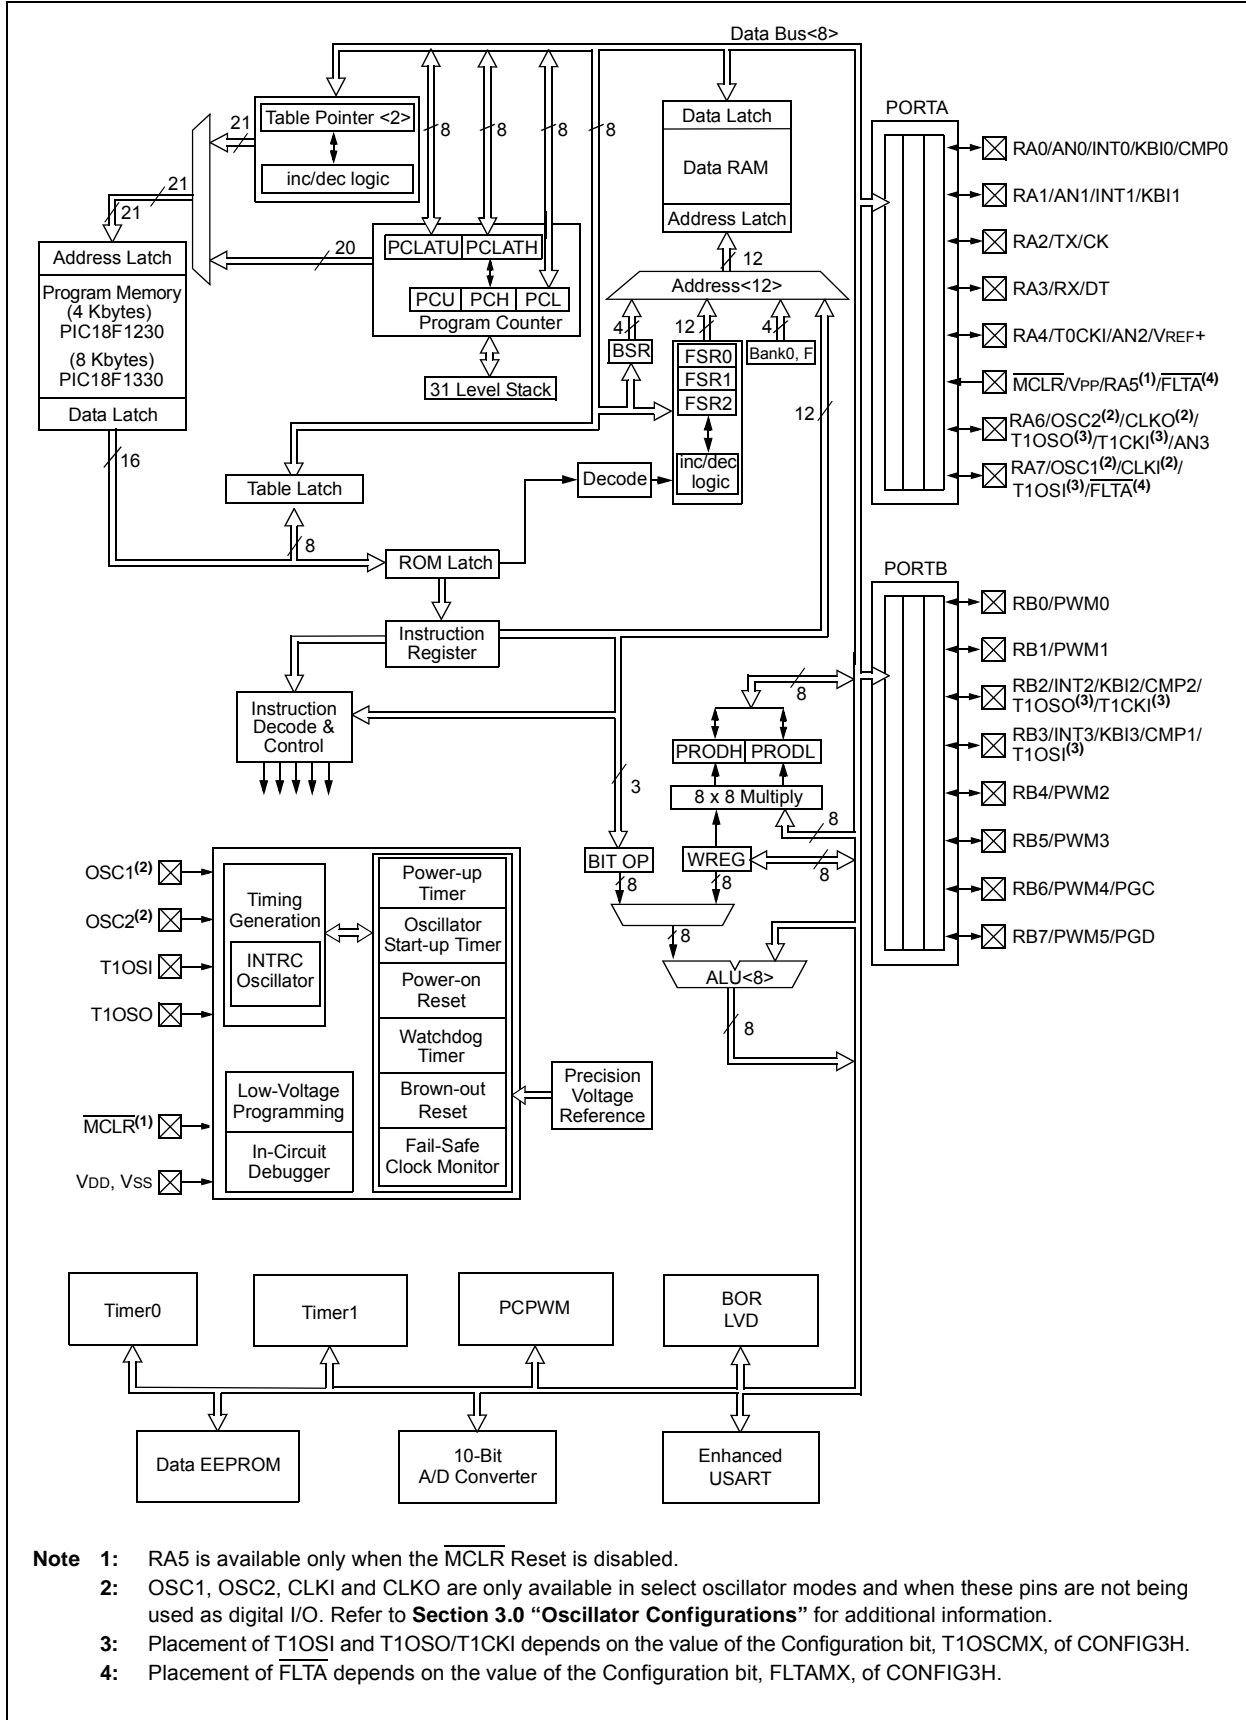 Data Bus<8>
Table Pointer <2>
inc/dec logic
21
21
21
20
8
8
8
8
Data Latch
Data RAM
Address Latch
12
Address<12>
4
12
4
BSR
FSR0
FSR1
FSR2
inc/dec
logic
Bank0, F
12
Address Latch
Program Memory
(4 Kbytes)
PIC18F1230
(8 Kbytes)
PIC18F1330
Data Latch
16
PCLATU
PCLATH
PCU
PCH
PCL
Program Counter
31 Level Stack
Table Latch
8
Decode
ROM Latch
Instruction
Register
Instruction
Decode &
Control
3
8
PRODH
PRODL
8 x 8 Multiply
8
BIT OP
WREG
8
8
8
8
ALU<8>
8
PORTA
RA0/AN0/INT0/KBI0/CMP0
RA1/AN1/INT1/KBI1
RA2/TX/CK
RA3/RX/DT
RA4/T0CKI/AN2/VREF+
MCLR/VPP/RA5(1)/FLTA(4)
RA6/OSC2(2)/CLKO(2)/
T1OSO(3)/T1CKI(3)/AN3
RA7/OSC1(2)/CLKI(2)/
T1OSI(3)/FLTA(4)
PORTB
RB0/PWM0
RB1/PWM1
RB2/INT2/KBI2/CMP2/
T1OSO(3)/T1CKI(3)
RB3/INT3/KBI3/CMP1/
T1OSI(3)
RB4/PWM2
RB5/PWM3
RB6/PWM4/PGC
RB7/PWM5/PGD
OSC1(2)
OSC2(2)
T1OSI
T1OSO
MCLR(1)
VDD, VSS
Timing
Generation
INTRC
Oscillator
Low-Voltage
Programming
In-Circuit
Debugger
Power-up
Timer
Oscillator
Start-up Timer
Power-on
Reset
Watchdog
Timer
Brown-out
Reset
Fail-Safe
Clock Monitor
Precision
Voltage
Reference
Timer0
Timer1
PCPWM
BOR
LVD
Data EEPROM
10-Bit
A/D Converter
Enhanced
USART
Note 1: RA5 is available only when the MCLR Reset is disabled.
2: OSC1, OSC2, CLKI and CLKO are only available in select oscillator modes and when these pins are not being
used as digital I/O. Refer to Section 3.0 “Oscillator Configurations” for additional information.
3: Placement of T1OSI and T1OSO/T1CKI depends on the value of the Configuration bit, T1OSCMX, of CONFIG3H.
4: Placement of FLTA depends on the value of the Configuration bit, FLTAMX, of CONFIG3H.